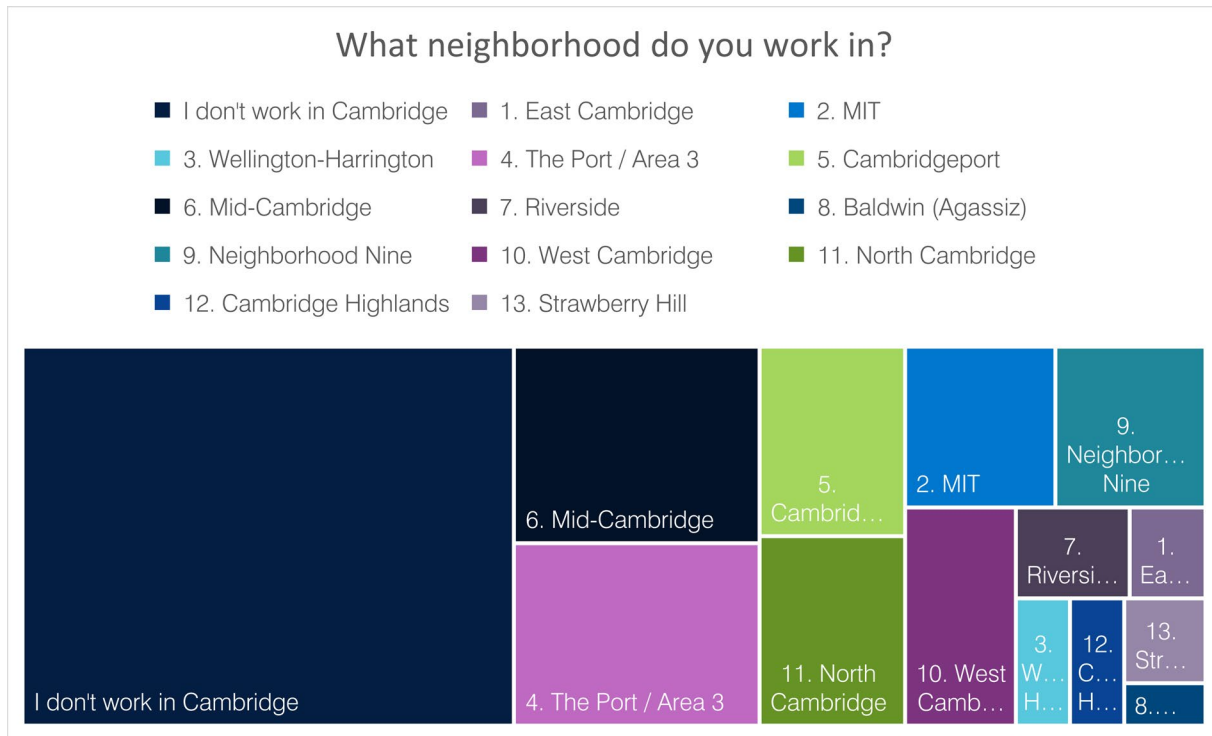 What neighborhood do you work in?
I don't work in Cambridge
1. East Cambridge
2. MIT
3. Wellington-Harrington
4. The Port / Area 3
5. Cambridgeport
6. Mid-Cambridge
7. Riverside
8. Baldwin (Agassiz)
9. Neighborhood Nine
10. West Cambridge
11. North Cambridge
12. Cambridge Highlands
13. Strawberry Hill
I don't work in Cambridge
6. Mid-Cambridge
4. The Port / Area 3
5.
Cambrid...
11. North
Cambridge
2. MIT
9.
Neighbor...
Nine
10. West
Camb...
7.
Riversi...
1.
Ea...
3.
W...
H...
12.
C...
H...
13.
Str...
8....